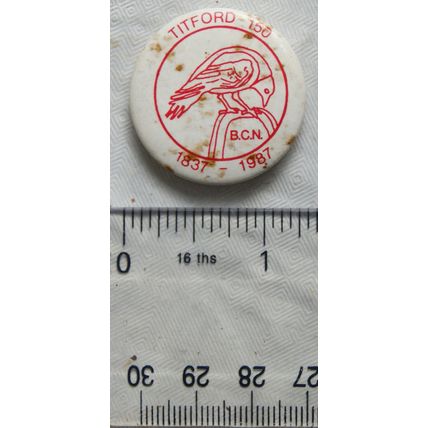 TITFORD 150
B.C.N.
1837 - 1987
0 16 ths 1
30 29 28 27